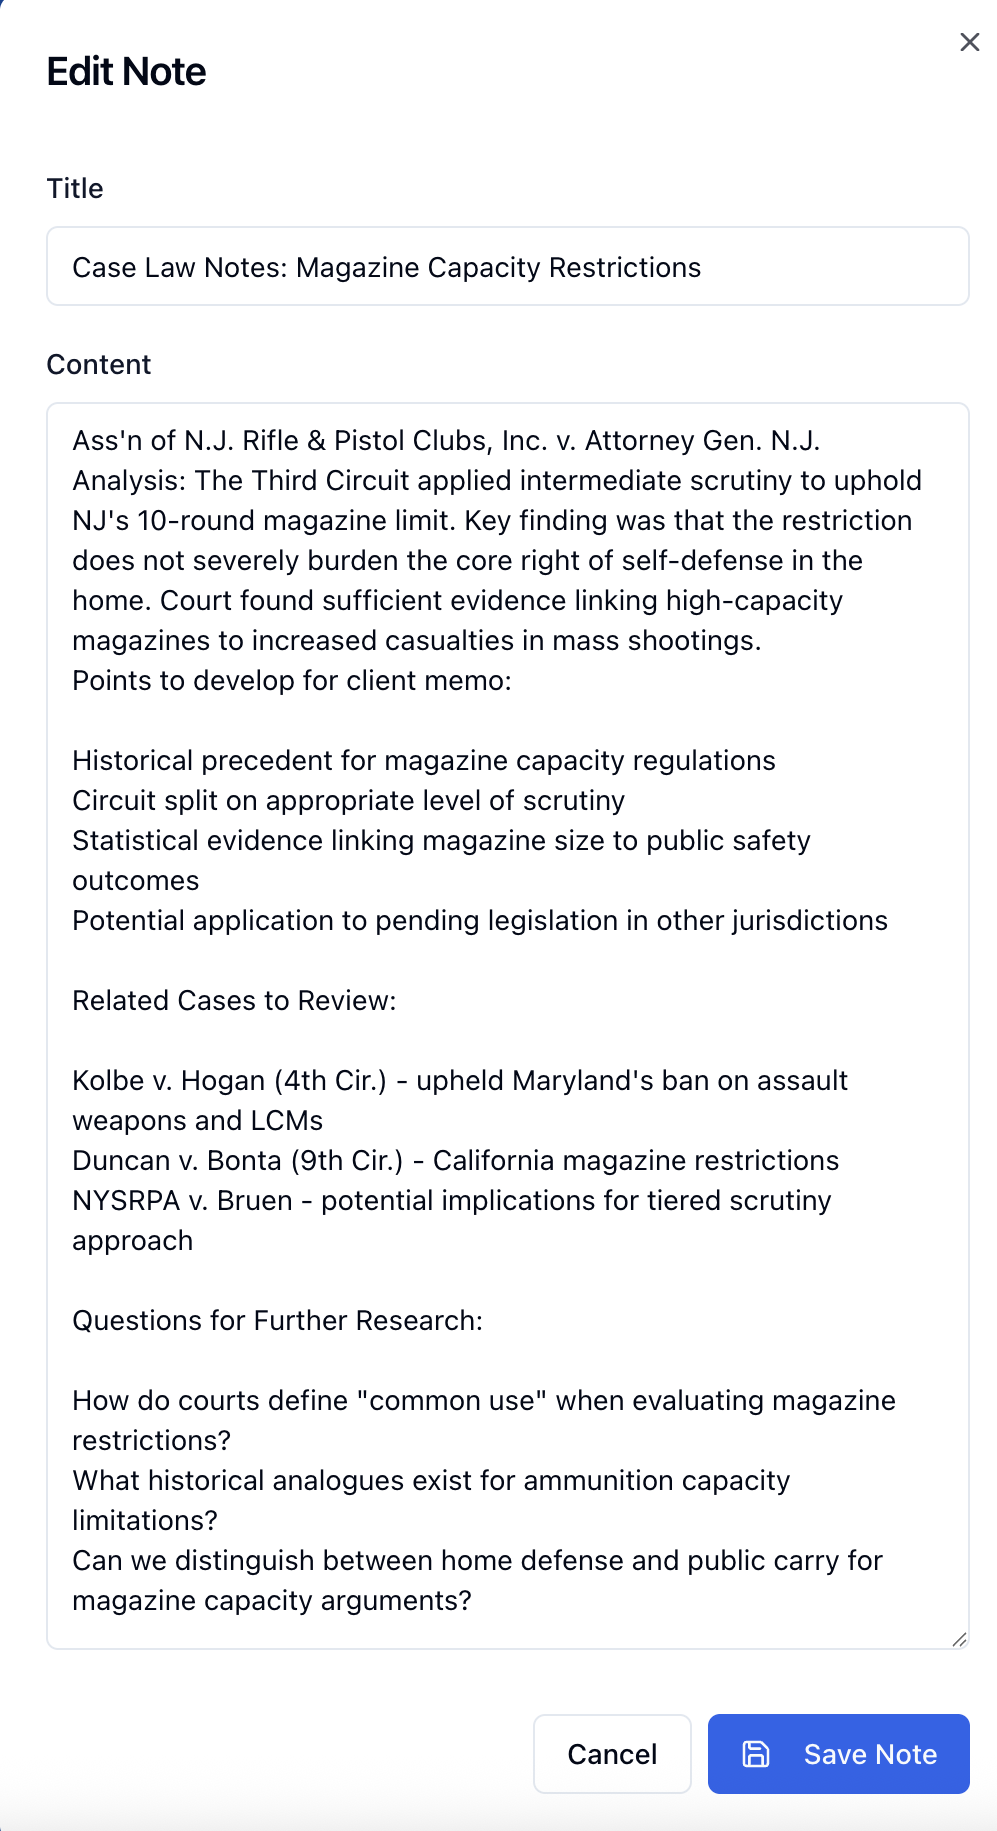 Edit Note
Title
Case Law Notes: Magazine Capacity Restrictions
Content
Ass'n of N.J. Rifle & Pistol Clubs, Inc. v. Attorney Gen. N.J.
Analysis: The Third Circuit applied intermediate scrutiny to uphold
NJ's 10-round magazine limit. Key finding was that the restriction
does not severely burden the core right of self-defense in the
home. Court found sufficient evidence linking high-capacity
magazines to increased casualties in mass shootings.
Points to develop for client memo:
Historical precedent for magazine capacity regulations
Circuit split on appropriate level of scrutiny
Statistical evidence linking magazine size to public safety
outcomes
Potential application to pending legislation in other jurisdictions
Related Cases to Review:
Kolbe v. Hogan (4th Cir.) - upheld Maryland's ban on assault
weapons and LCMs
Duncan v. Bonta (9th Cir.) - California magazine restrictions
NYSRPA v. Bruen - potential implications for tiered scrutiny
approach
Questions for Further Research:
How do courts define "common use" when evaluating magazine
restrictions?
What historical analogues exist for ammunition capacity
limitations?
Can we distinguish between home defense and public carry for
magazine capacity arguments?
Cancel
Save Note